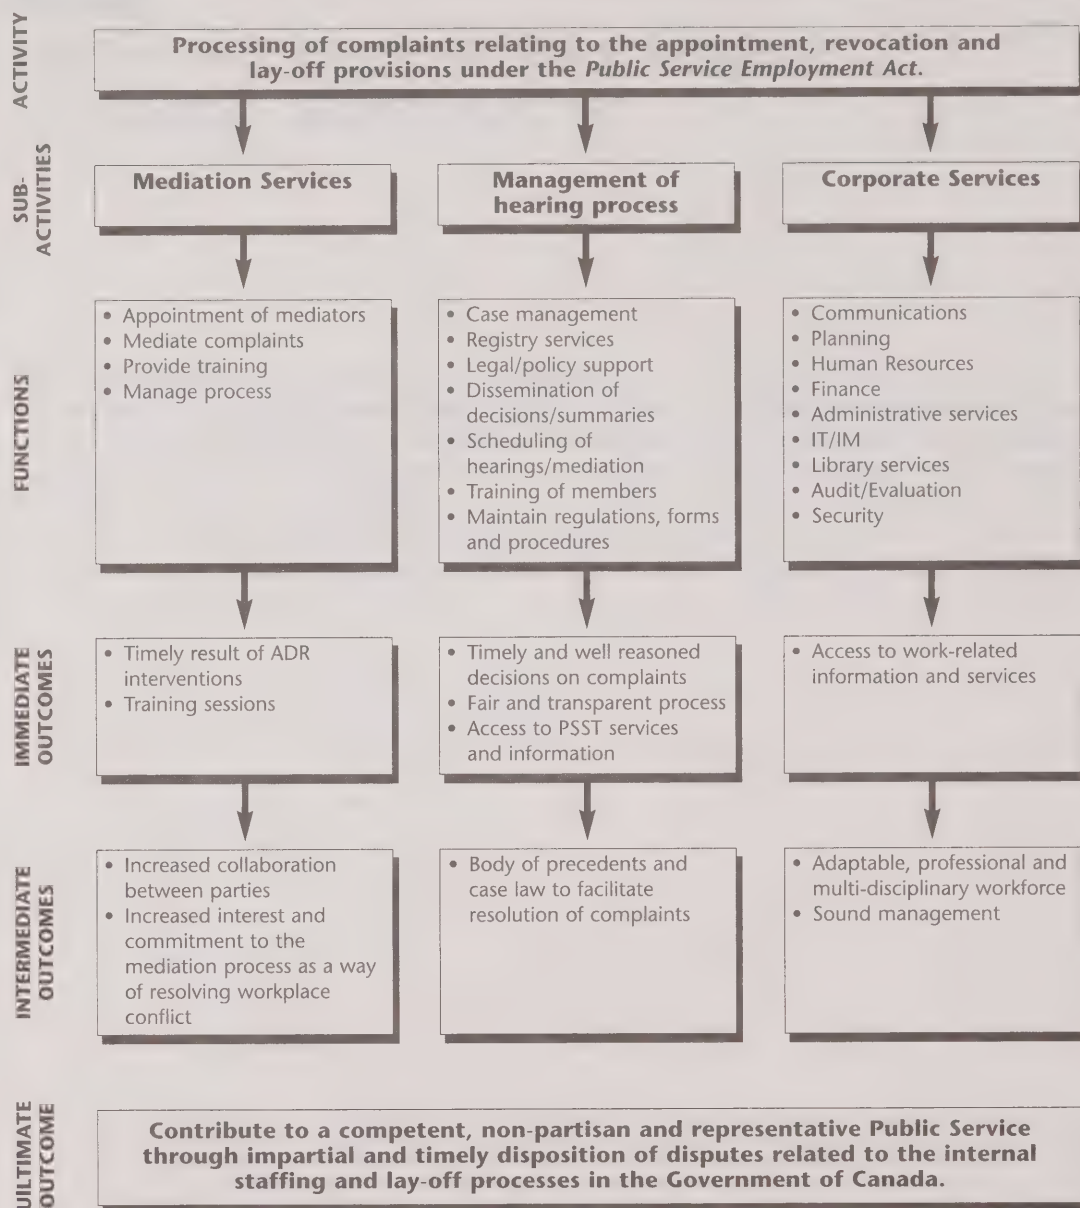 ACTIVITY
Processing of complaints relating to the appointment, revocation and
lay-off provisions under the Public Service Employment Act.
SUB-
ACTIVITIES
Mediation Services
Management of
hearing process
Corporate Services
FUNCTIONS
• Appointment of mediators
• Mediate complaints
• Provide training
• Manage process
• Case management
• Registry services
• Legal/policy support
• Dissemination of
decisions/summaries
• Scheduling of
hearings/mediation
• Training of members
• Maintain regulations, forms
and procedures
• Communications
• Planning
• Human Resources
• Finance
• Administrative services
• IT/IM
• Library services
• Audit/Evaluation
• Security
IMMEDIATE
OUTCOMES
• Timely result of ADR
interventions
• Training sessions
• Timely and well reasoned
decisions on complaints
• Fair and transparent process
• Access to PSST services
and information
• Access to work-related
information and services
INTERMEDIATE
OUTCOMES
• Increased collaboration
between parties
• Increased interest and
commitment to the
mediation process as a way
of resolving workplace
conflict
• Body of precedents and
case law to facilitate
resolution of complaints
• Adaptable, professional and
multi-disciplinary workforce
• Sound management
UILTIMATE
OUTCOME
Contribute to a competent, non-partisan and representative Public Service
through impartial and timely disposition of disputes related to the internal
staffing and lay-off processes in the Government of Canada.